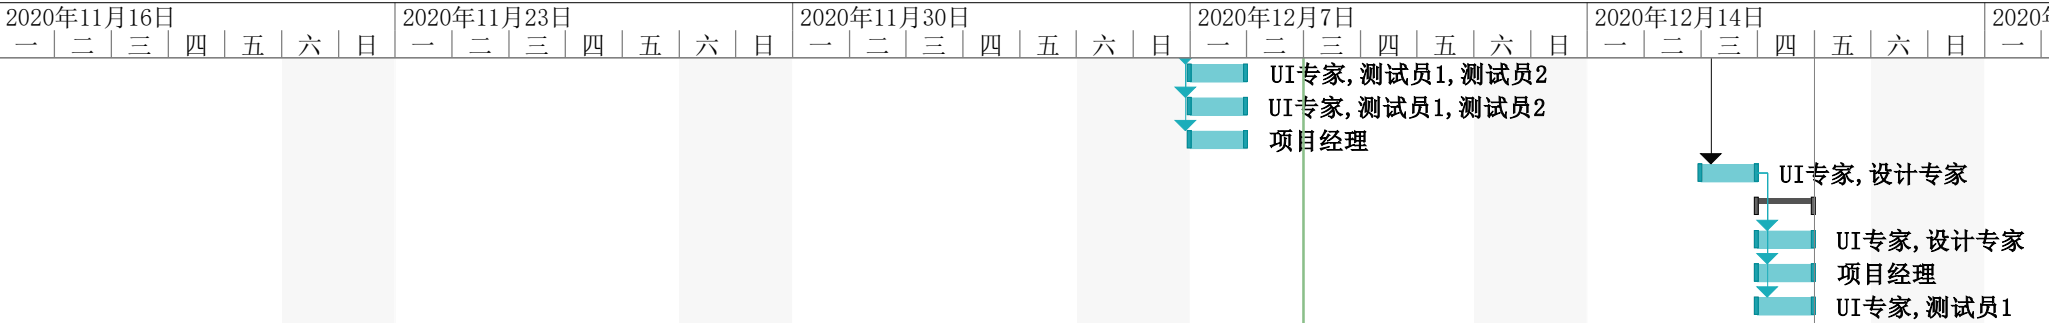 2020年11月16日 2020年11月23日 2020年11月30日 2020年12月7日 2020年12月14日 2020
一 二 三 四 五 六 日 一 二 三 四 五 六 日 一 二 三 四 五 六 日 一 二 三 四 五 六 日 一 二 三 四 五 六 日 一
UI专家,测试员1,测试员2
UI专家,测试员1,测试员2
项目经理
UI专家,设计专家
UI专家,设计专家
项目经理
UI专家,测试员1